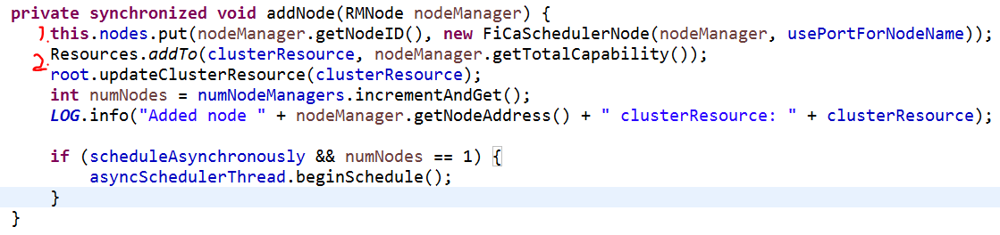 private synchronized void addNode(RMNode nodeManager) {
1. this.nodes.put(nodeManager.getNodeID(), new FiCaSchedulerNode(nodeManager, usePortForNodeName));
2. Resources.addTo(clusterResource, nodeManager.getTotalCapability());
root.updateClusterResource(clusterResource);
int numNodes = numNodeManagers.incrementAndGet();
LOG.info("Added node " + nodeManager.getNodeAddress() + " clusterResource: " + clusterResource);
if (scheduleAsynchronously && numNodes == 1) {
asyncSchedulerThread.beginSchedule();
}
}